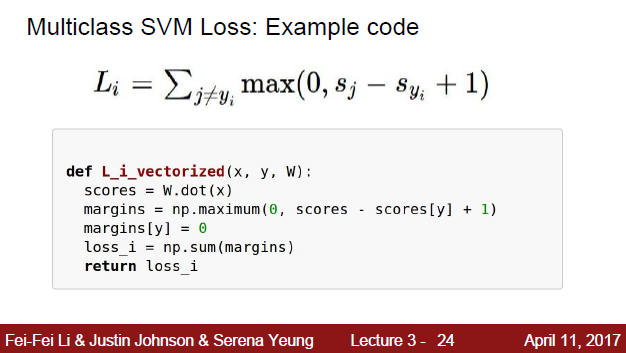 Multiclass SVM Loss: Example code
L_i = ∑_{j≠y_i} max(0, s_j − s_{y_i} + 1)
def L_i_vectorized(x, y, W):
scores = W.dot(x)
margins = np.maximum(0, scores - scores[y] + 1)
margins[y] = 0
loss_i = np.sum(margins)
return loss_i
Fei-Fei Li & Justin Johnson & Serena Yeung Lecture 3 - 24 April 11, 2017